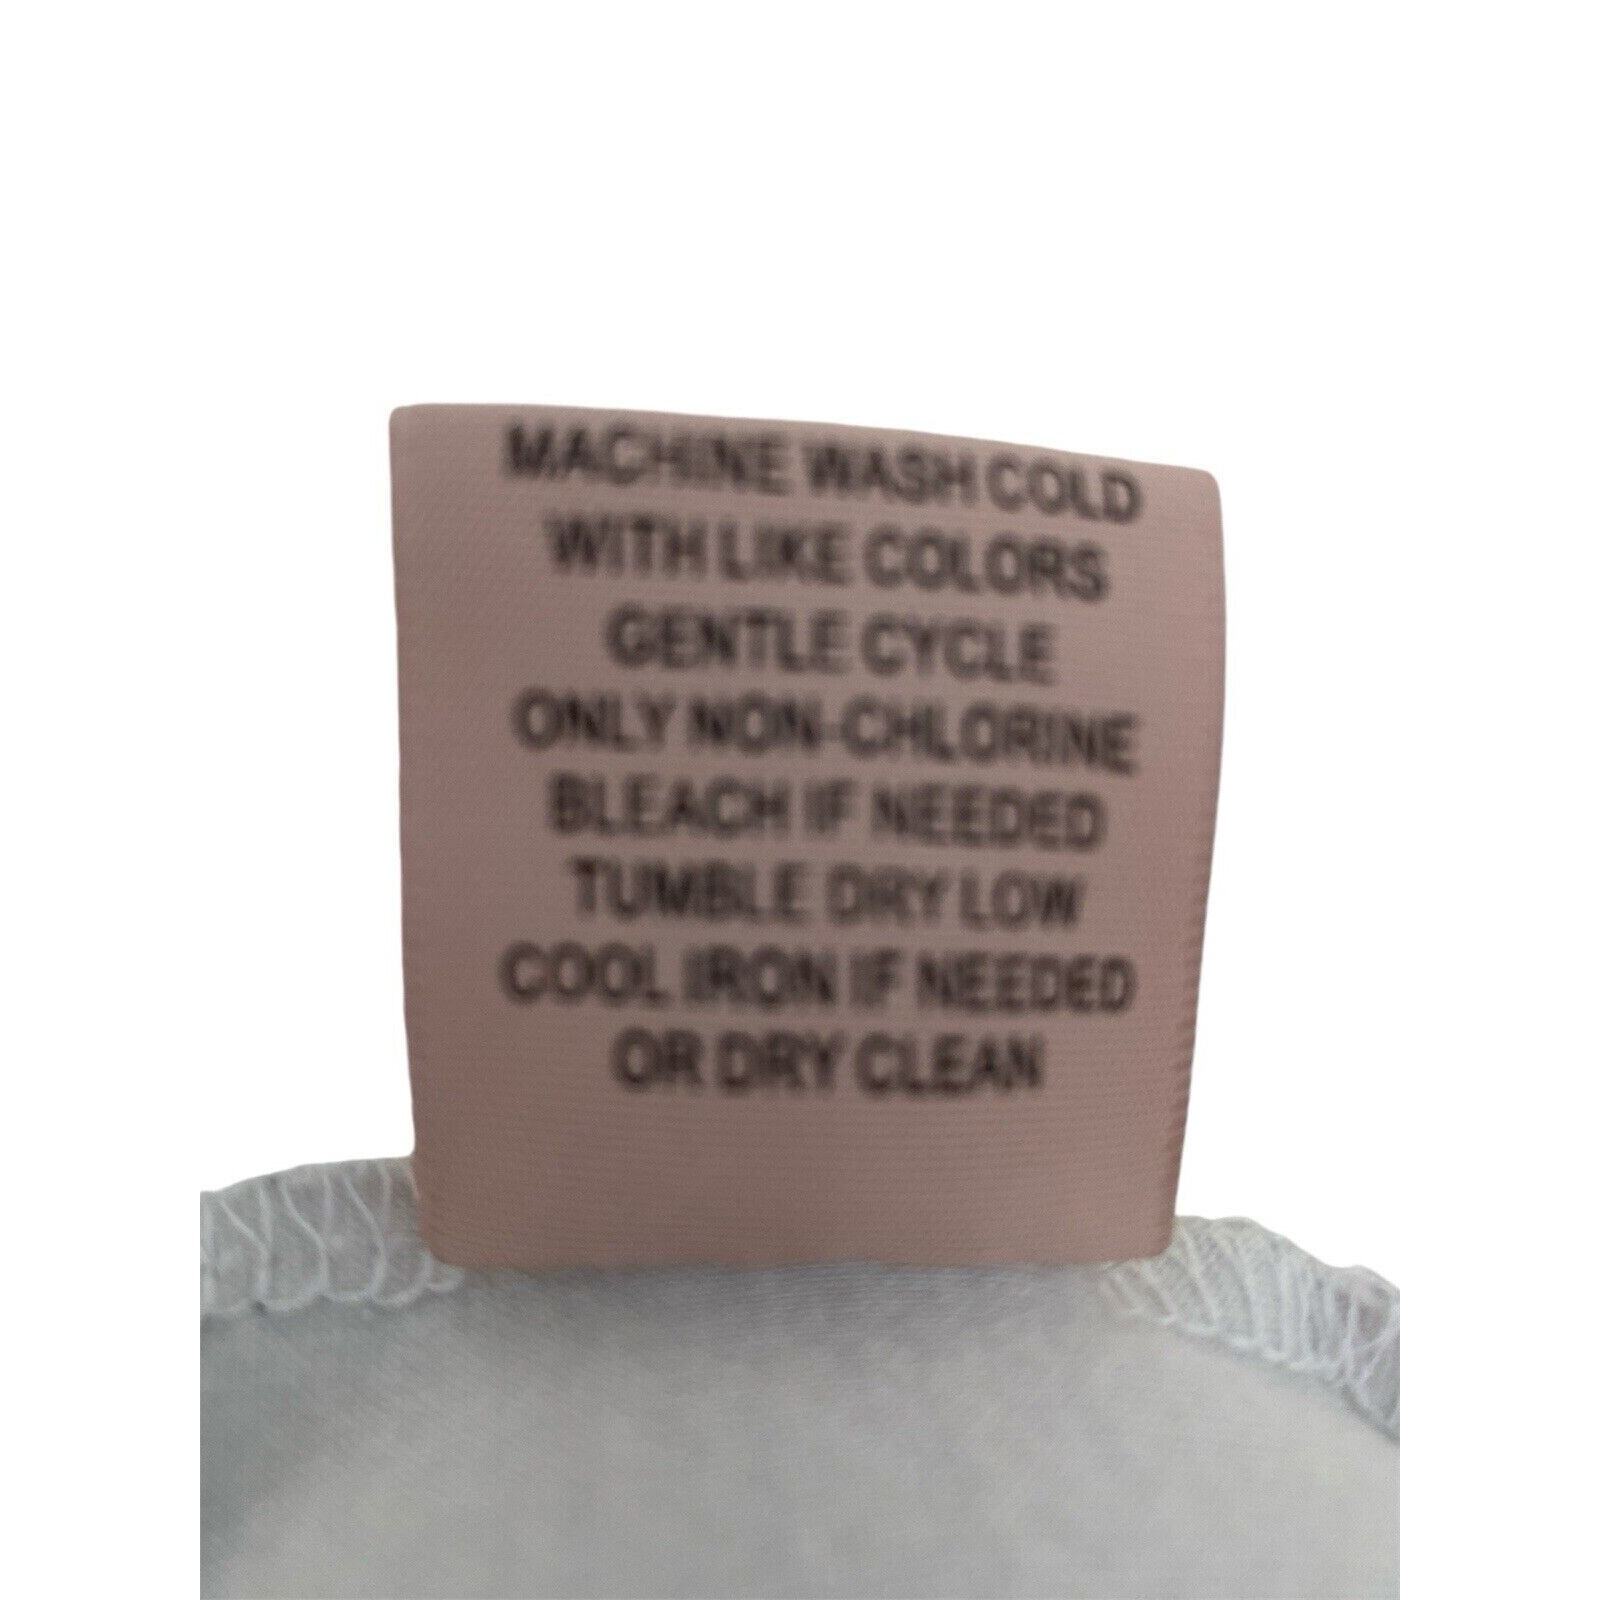 MACHINE WASH COLD
WITH LIKE COLORS
GENTLE CYCLE
ONLY NON-CHLORINE
BLEACH IF NEEDED
TUMBLE DRY LOW
COOL IRON IF NEEDED
OR DRY CLEAN